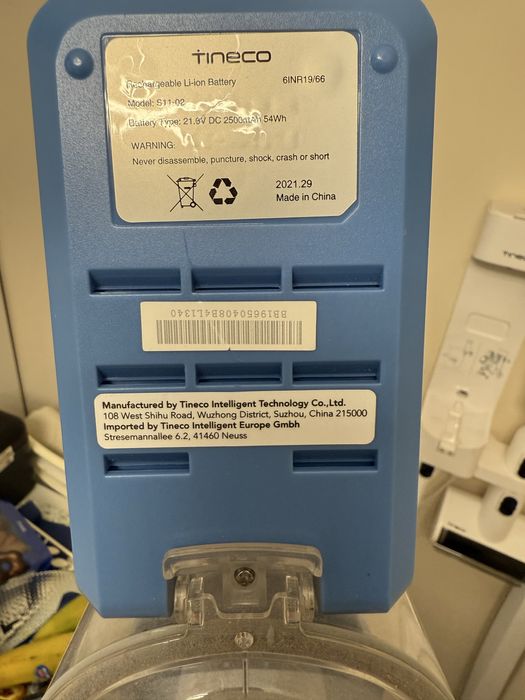 TINECO
Rechargeable Li-ion Battery 6INR19/66
Model: S11-02
Battery Type: 21.6V DC 2500mAh 54Wh
WARNING:
Never disassemble, puncture, shock, crash or short
2021.29
Made in China
BB19650408B4L1340
Manufactured by Tineco Intelligent Technology Co.,Ltd.
108 West Shihu Road, Wuzhong District, Suzhou, China 215000
Imported by Tineco Intelligent Europe Gmbh
Stresemannallee 6.2, 41460 Neuss